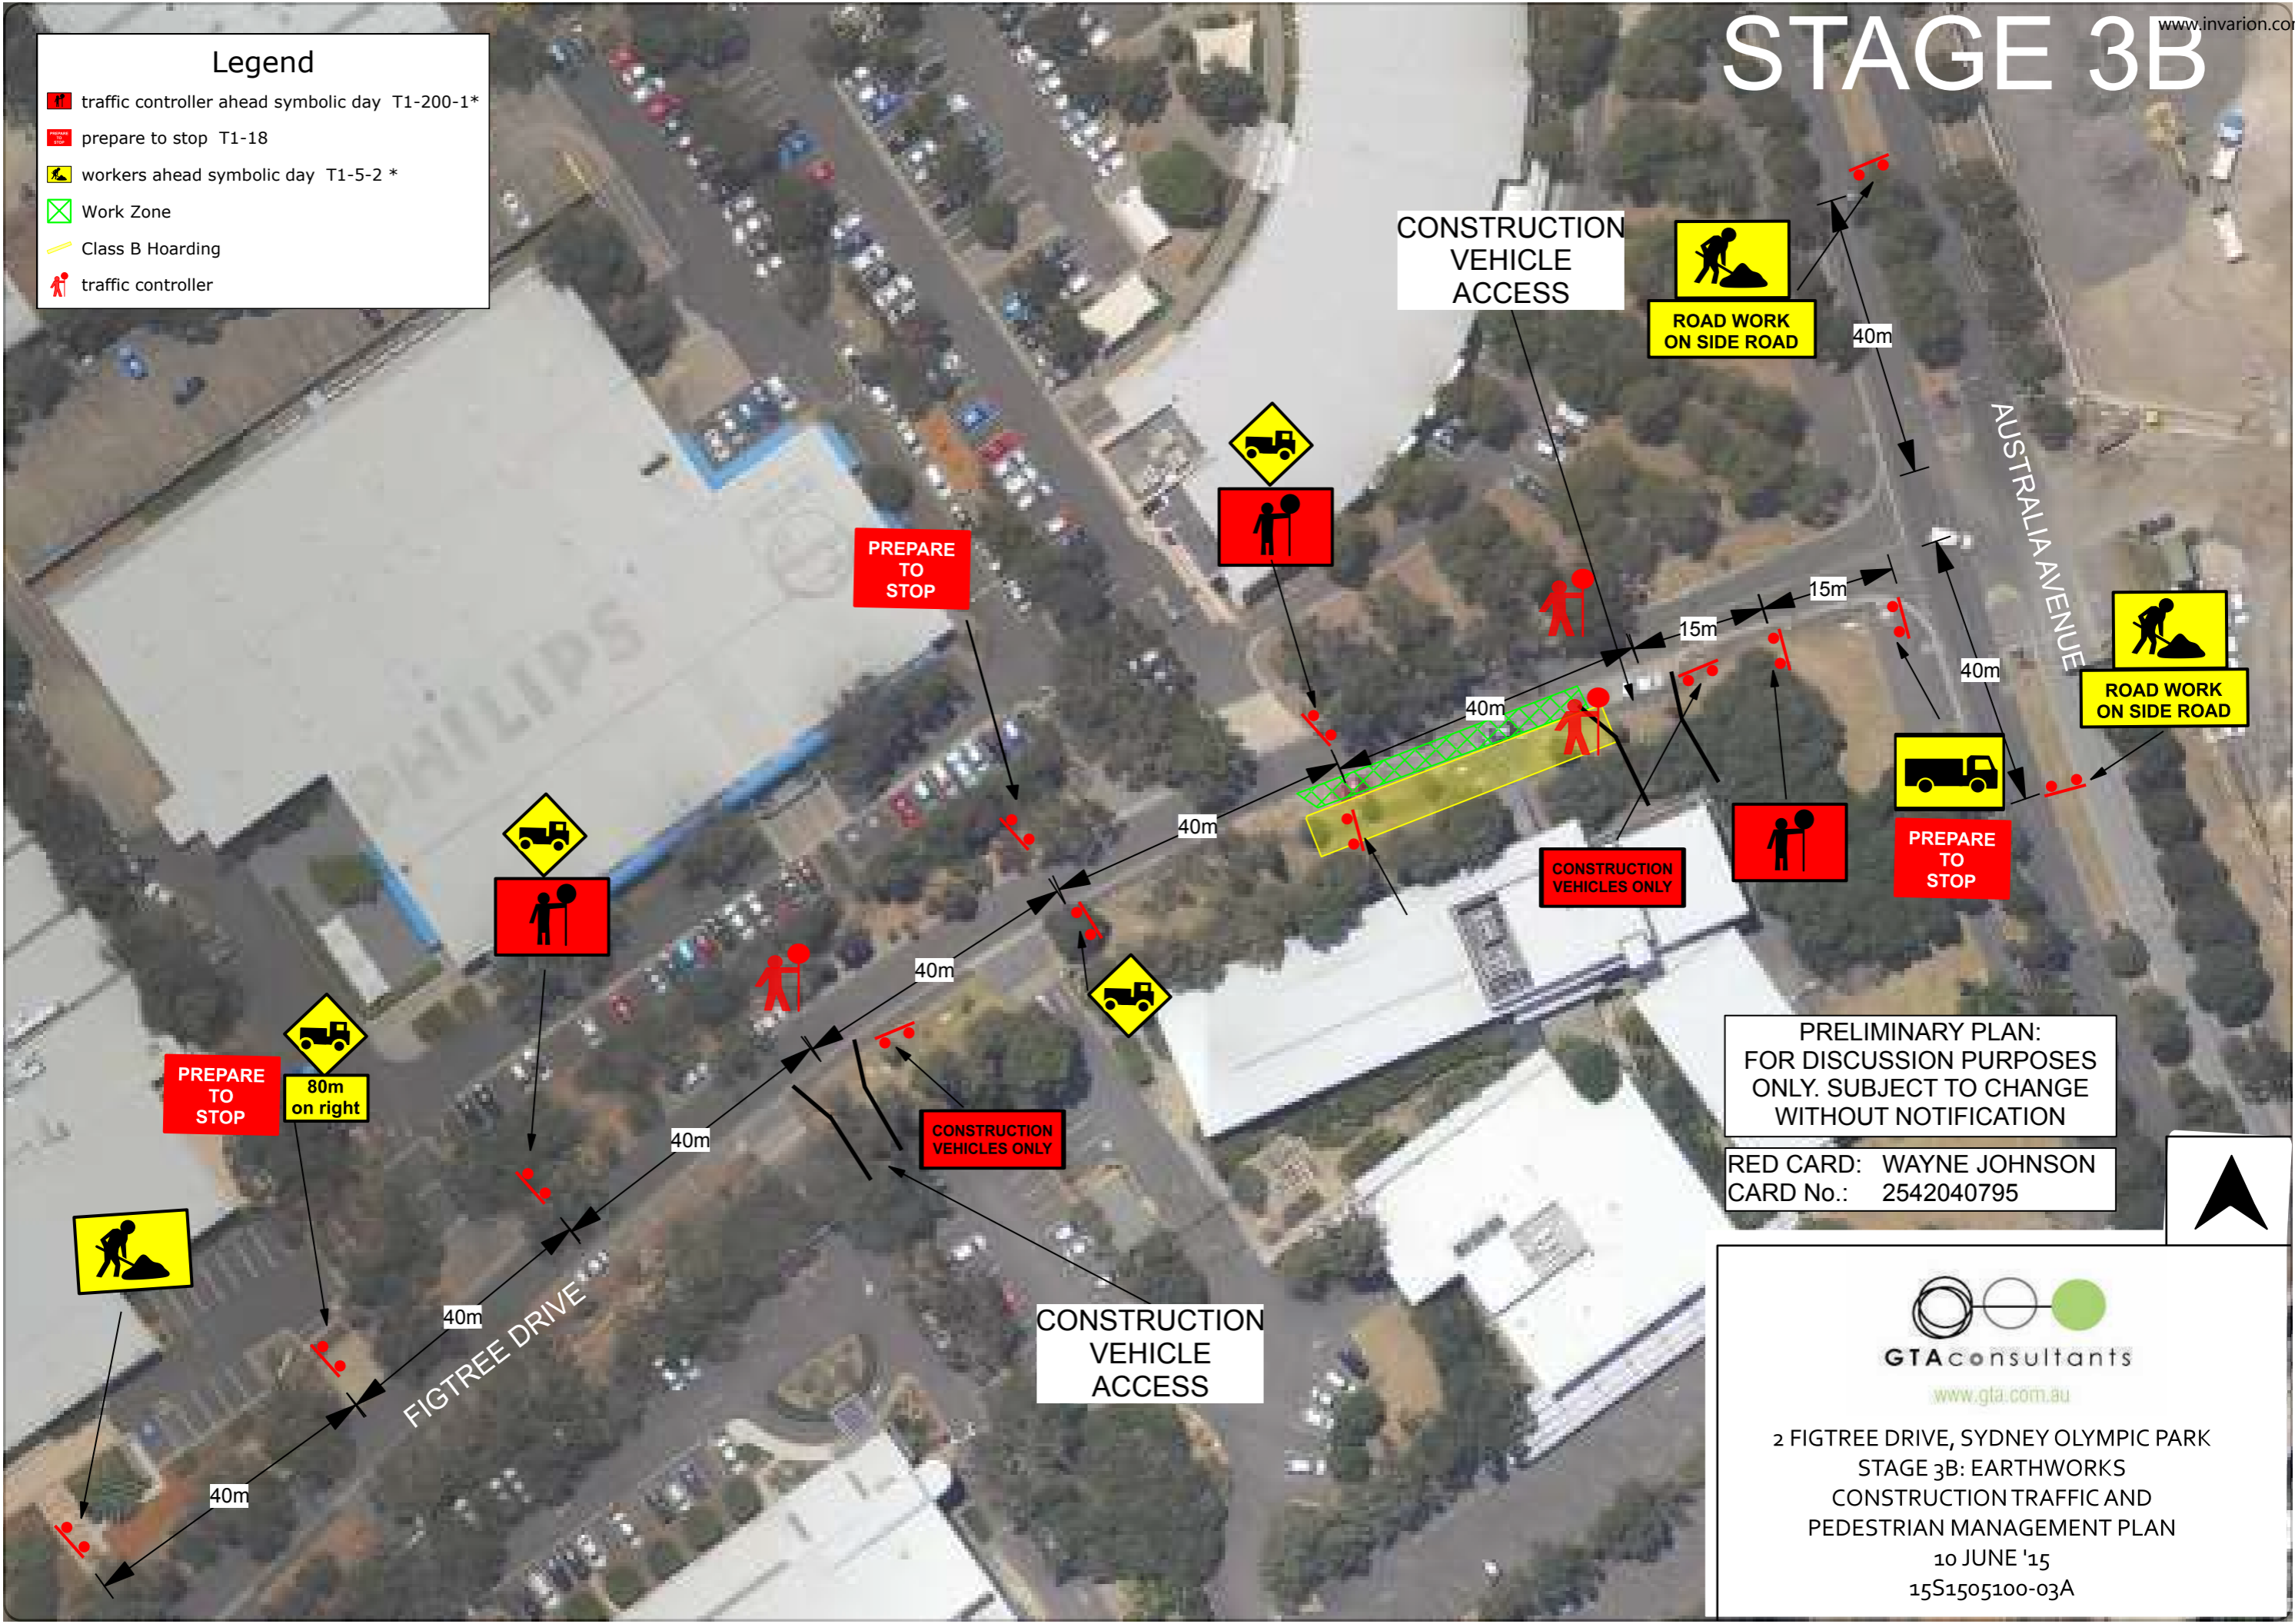 STAGE 3B
www.invarion.com
Legend
traffic controller ahead symbolic day T1-200-1*
PREPARE
TO
STOP
prepare to stop T1-18
workers ahead symbolic day T1-5-2 *
Work Zone
Class B Hoarding
traffic controller
CONSTRUCTION
VEHICLE
ACCESS
ROAD WORK
ON SIDE ROAD
40m
AUSTRALIA AVENUE
PREPARE
TO
STOP
15m
15m
40m
ROAD WORK
ON SIDE ROAD
PHILIPS
40m
40m
CONSTRUCTION
VEHICLES ONLY
PREPARE
TO
STOP
40m
PREPARE
TO
STOP
80m
on right
40m
CONSTRUCTION
VEHICLES ONLY
40m
FIGTREE DRIVE
CONSTRUCTION
VEHICLE
ACCESS
40m
PRELIMINARY PLAN:
FOR DISCUSSION PURPOSES
ONLY. SUBJECT TO CHANGE
WITHOUT NOTIFICATION
RED CARD: WAYNE JOHNSON
CARD No.: 2542040795
GTAconsultants
www.gta.com.au
2 FIGTREE DRIVE, SYDNEY OLYMPIC PARK
STAGE 3B: EARTHWORKS
CONSTRUCTION TRAFFIC AND
PEDESTRIAN MANAGEMENT PLAN
10 JUNE '15
15S1505100-03A